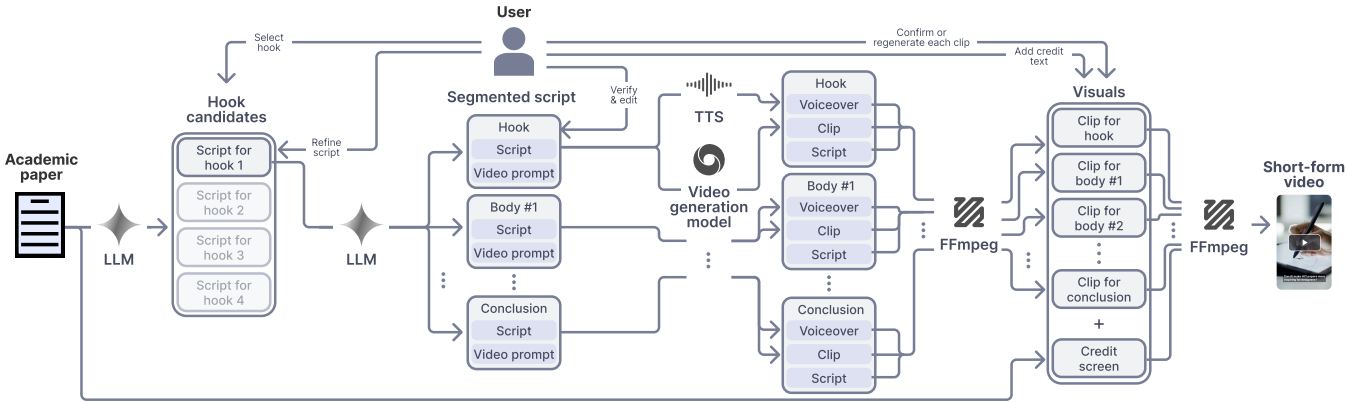 User
Select
hook
Confirm or
regenerate each clip
Add credit
text
Verify
& edit
Refine
script
Academic
paper
LLM
Hook
candidates
Script for
hook 1
Script for
hook 2
Script for
hook 3
Script for
hook 4
LLM
Segmented script
Hook
Script
Video prompt
Body #1
Script
Video prompt
Conclusion
Script
Video prompt
TTS
Video
generation
model
Hook
Voiceover
Clip
Script
Body #1
Voiceover
Clip
Script
Conclusion
Voiceover
Clip
Script
FFmpeg
Visuals
Clip for
hook
Clip for
body #1
Clip for
body #2
Clip for
conclusion
+
Credit
screen
FFmpeg
Short-form
video